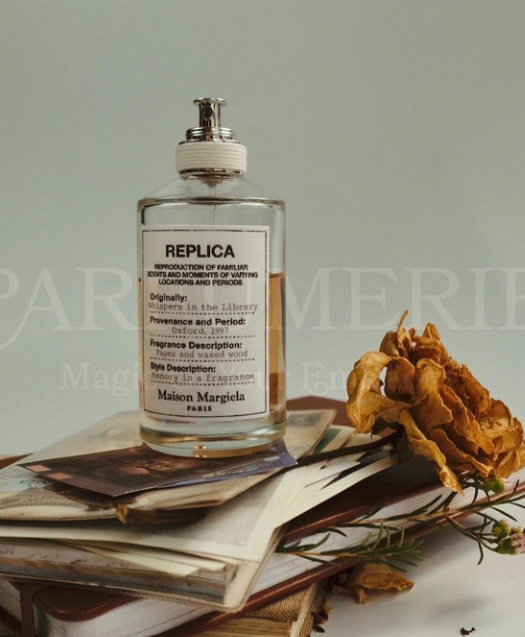 REPLICA
REPRODUCTION OF FAMILIAR
SCENTS AND MOMENTS OF VARYING
LOCATIONS AND PERIODS
Originally:
Whispers in the Library
Provenance and Period:
Oxford, 1997
Fragrance Description:
Paper and waxed wood
Style Description:
Memory in a fragrance
Maison Margiela
PARIS